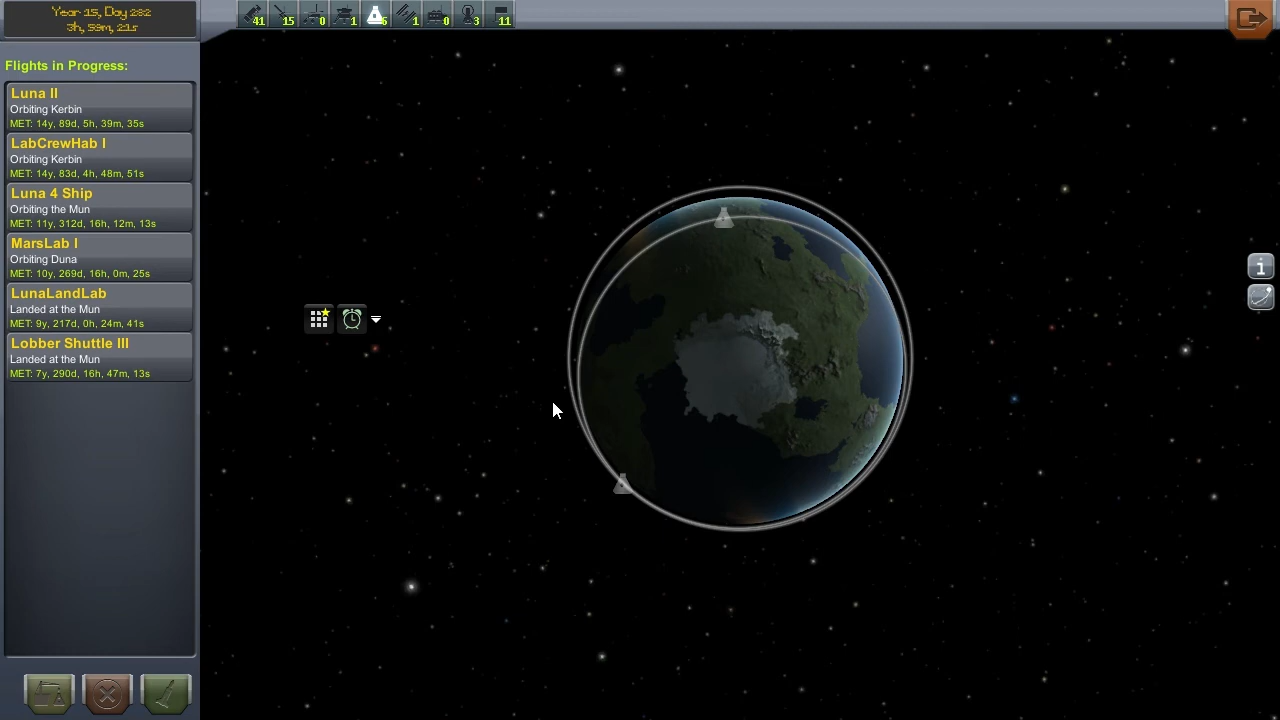 Year 15, Day 282
3h, 59m, 21s
41 15 0 1 6 1 0 3 11
Flights in Progress:
Luna II
Orbiting Kerbin
MET: 14y, 89d, 5h, 39m, 35s
LabCrewHab I
Orbiting Kerbin
MET: 14y, 83d, 4h, 48m, 51s
Luna 4 Ship
Orbiting the Mun
MET: 11y, 312d, 16h, 12m, 13s
MarsLab I
Orbiting Duna
MET: 10y, 269d, 16h, 0m, 25s
LunaLandLab
Landed at the Mun
MET: 9y, 217d, 0h, 24m, 41s
Lobber Shuttle III
Landed at the Mun
MET: 7y, 290d, 16h, 47m, 13s